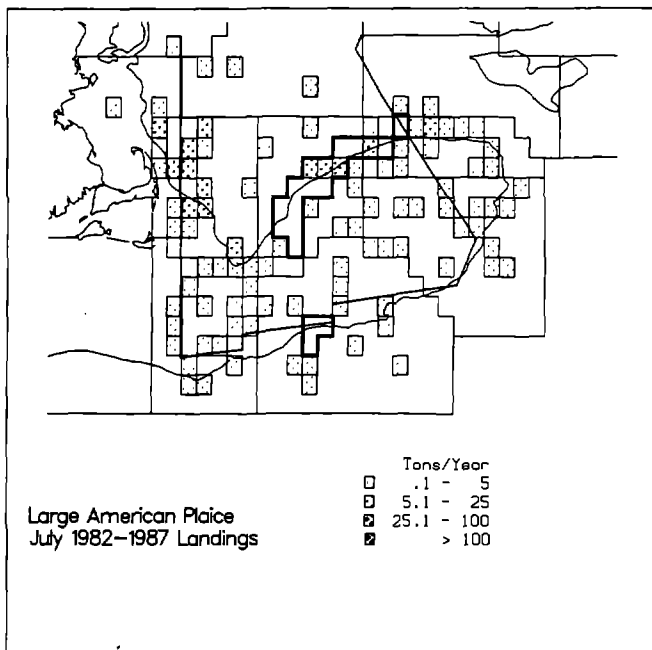 Tons/Year
.1 - 5
5.1 - 25
25.1 - 100
> 100
Large American Plaice
July 1982-1987 Landings